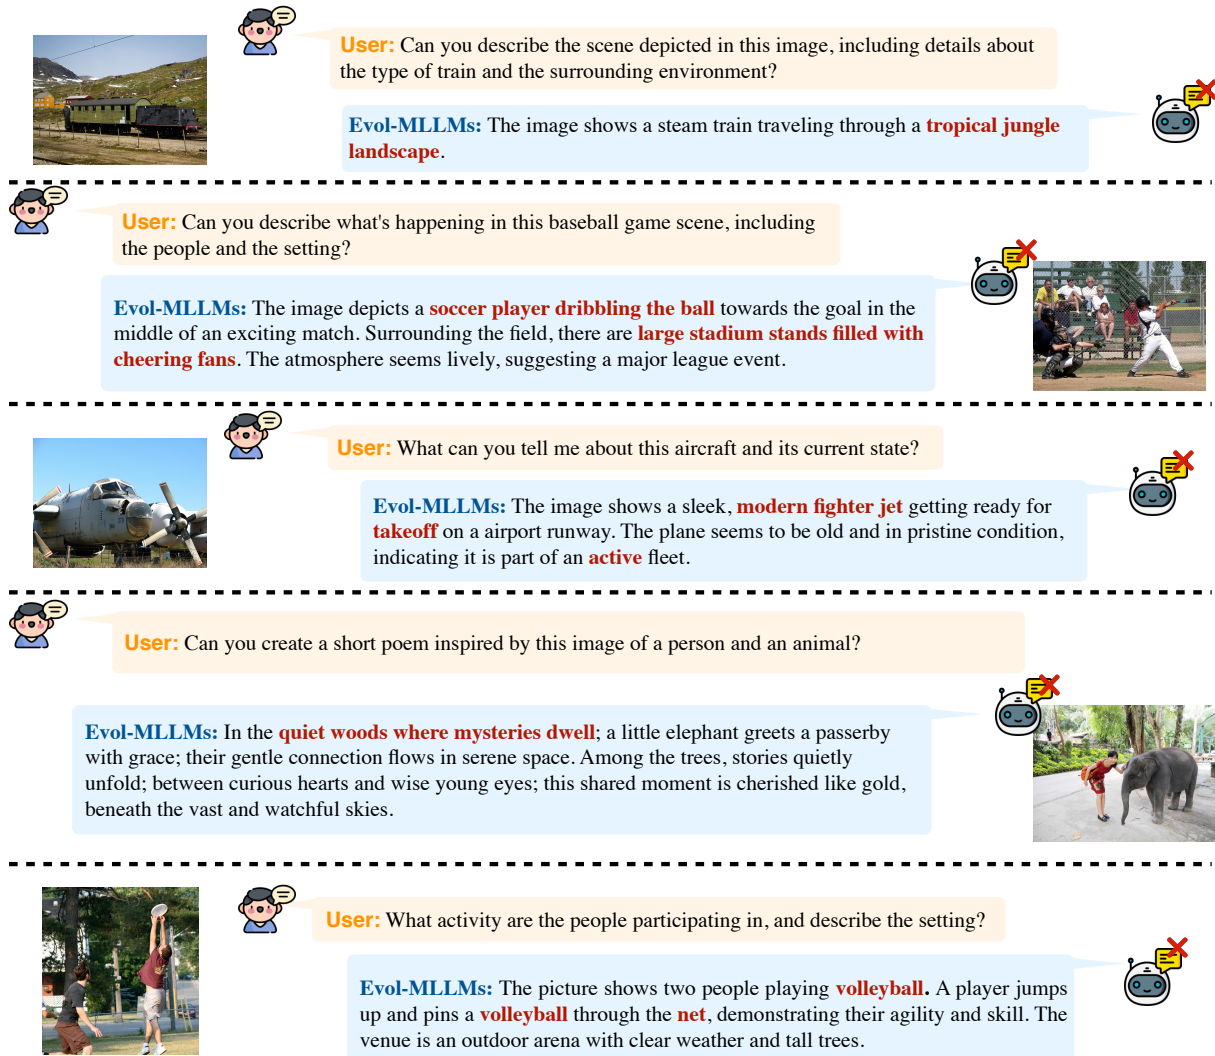 User: Can you describe the scene depicted in this image, including details about
the type of train and the surrounding environment?
Evol-MLLMs: The image shows a steam train traveling through a tropical jungle
landscape.
User: Can you describe what's happening in this baseball game scene, including
the people and the setting?
Evol-MLLMs: The image depicts a soccer player dribbling the ball towards the goal in the
middle of an exciting match. Surrounding the field, there are large stadium stands filled with
cheering fans. The atmosphere seems lively, suggesting a major league event.
User: What can you tell me about this aircraft and its current state?
Evol-MLLMs: The image shows a sleek, modern fighter jet getting ready for
takeoff on a airport runway. The plane seems to be old and in pristine condition,
indicating it is part of an active fleet.
User: Can you create a short poem inspired by this image of a person and an animal?
Evol-MLLMs: In the quiet woods where mysteries dwell; a little elephant greets a passerby
with grace; their gentle connection flows in serene space. Among the trees, stories quietly
unfold; between curious hearts and wise young eyes; this shared moment is cherished like gold,
beneath the vast and watchful skies.
User: What activity are the people participating in, and describe the setting?
Evol-MLLMs: The picture shows two people playing volleyball. A player jumps
up and pins a volleyball through the net, demonstrating their agility and skill. The
venue is an outdoor arena with clear weather and tall trees.